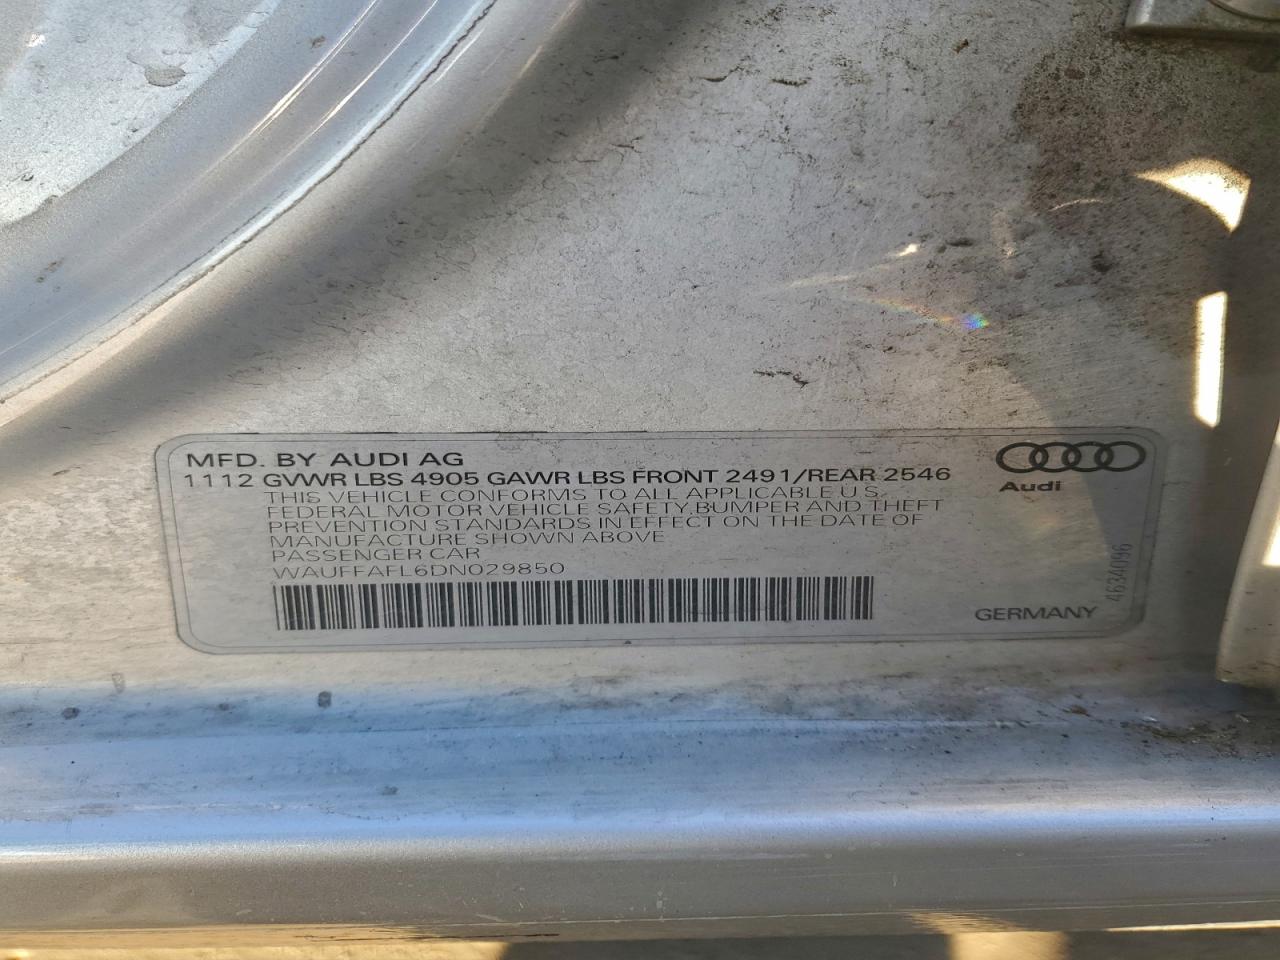 MFD. BY AUDI AG
1112 GVWR LBS 4905 GAWR LBS FRONT 2491/REAR 2546
THIS VEHICLE CONFORMS TO ALL APPLICABLE U.S.
FEDERAL MOTOR VEHICLE SAFETY,BUMPER AND THEFT
PREVENTION STANDARDS IN EFFECT ON THE DATE OF
MANUFACTURE SHOWN ABOVE
PASSENGER CAR
WAUFFAFL6DN029850
Audi
4634096
GERMANY